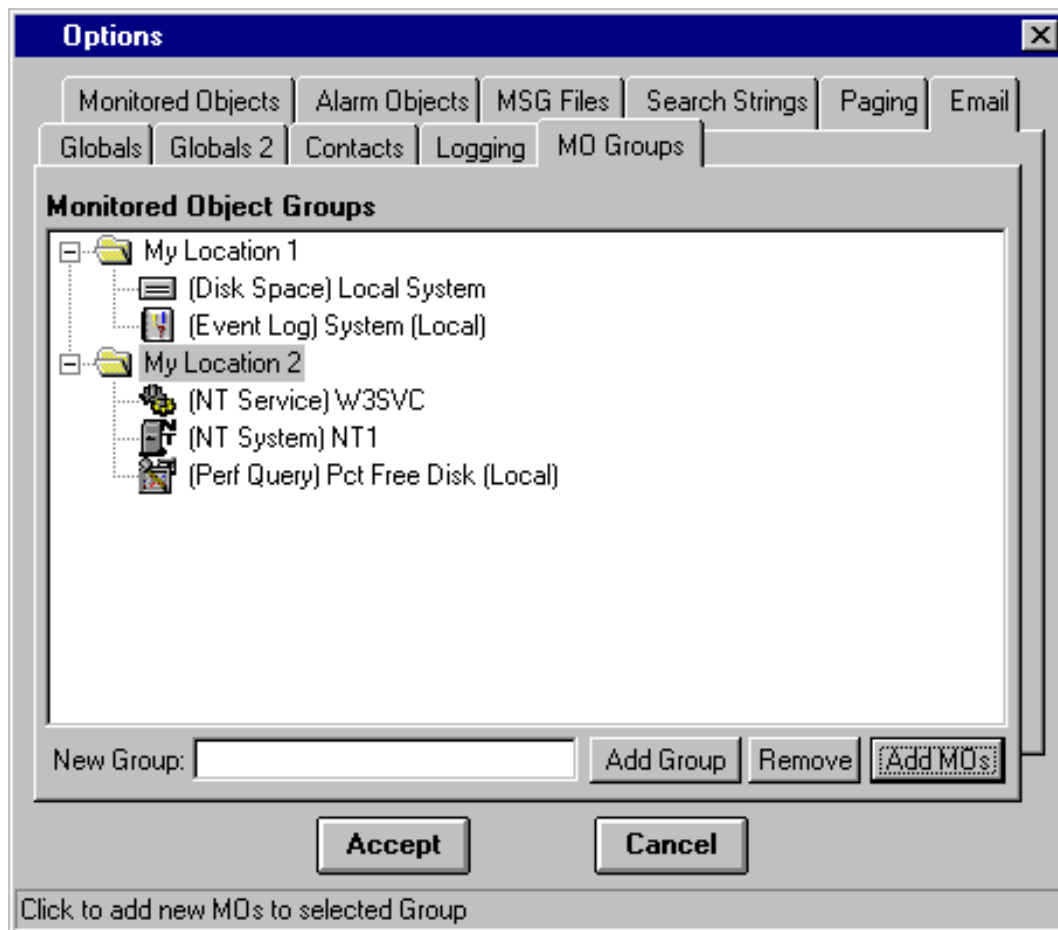 Options
Monitored Objects Alarm Objects MSG Files Search Strings Paging Email
Globals Globals 2 Contacts Logging MO Groups
Monitored Object Groups
My Location 1
(Disk Space) Local System
(Event Log) System (Local)
My Location 2
(NT Service) W3SVC
(NT System) NT1
(Perf Query) Pct Free Disk (Local)
New Group: Add Group Remove Add MOs
Accept Cancel
Click to add new MOs to selected Group